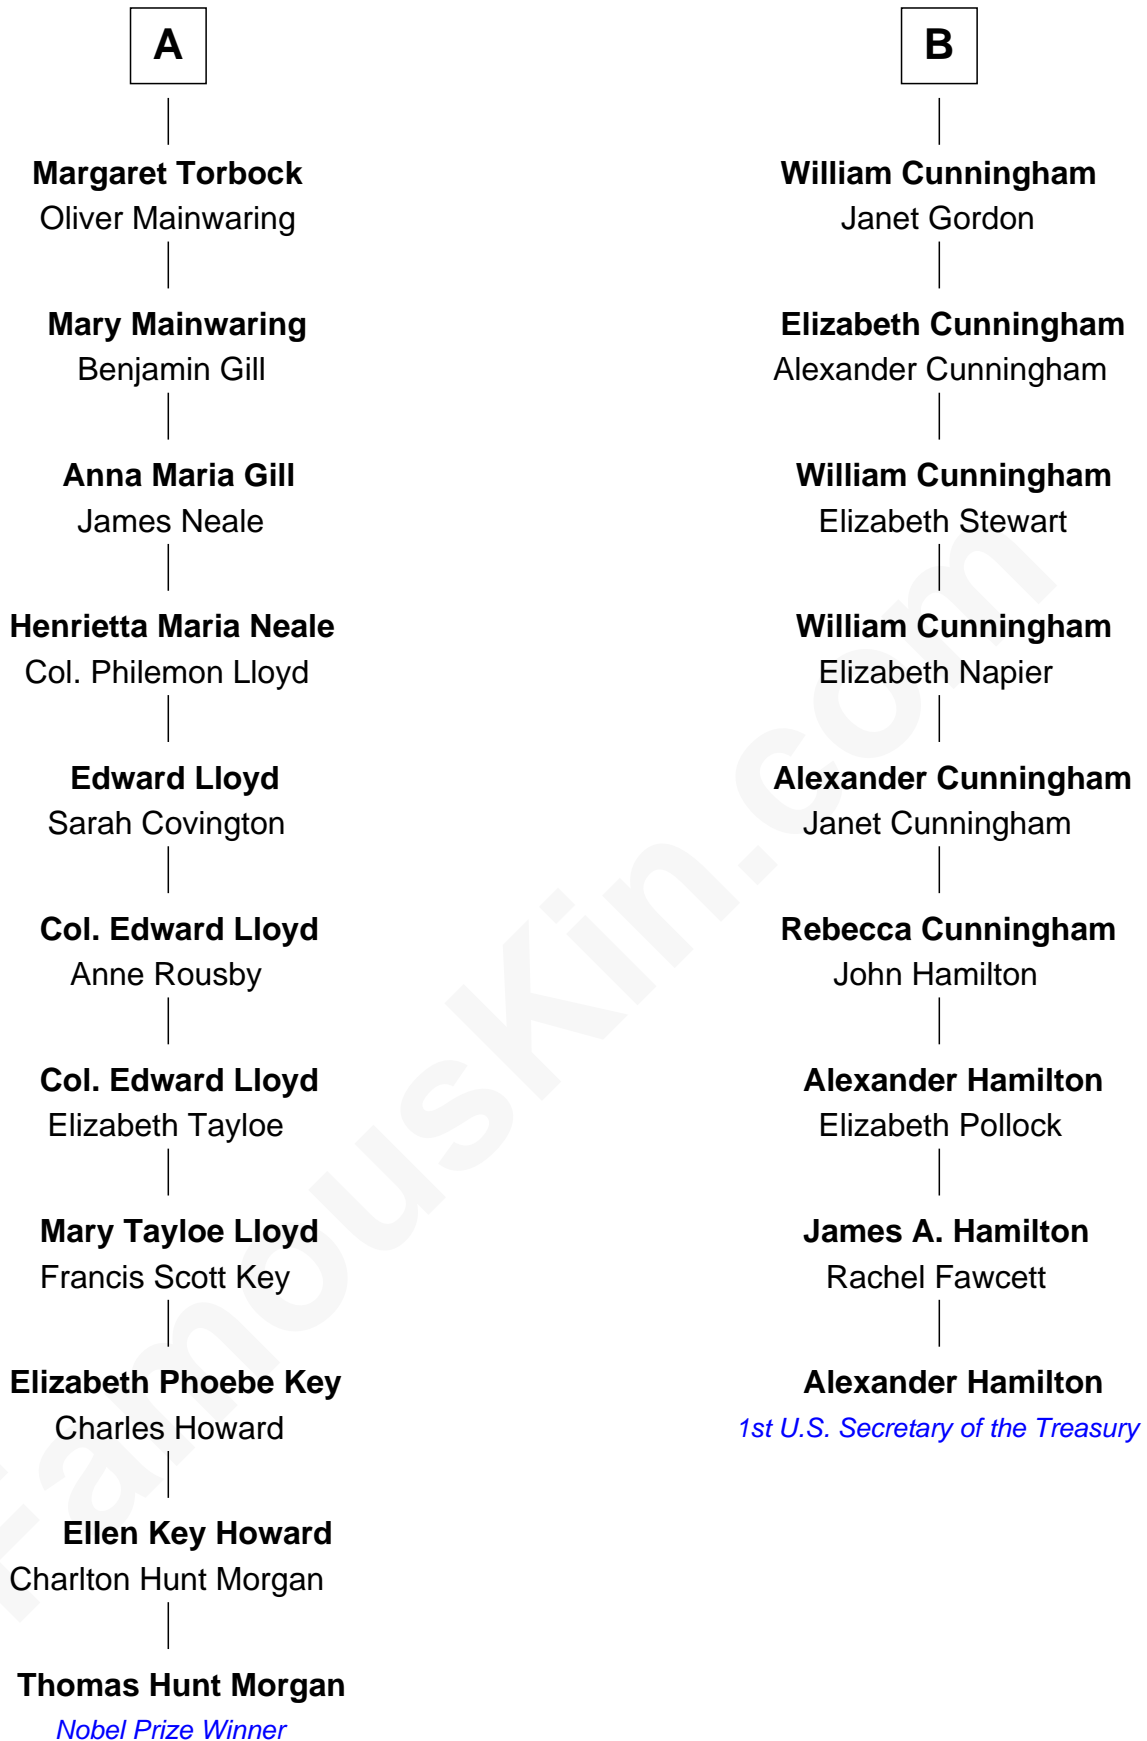 A
Margaret Torbock
Oliver Mainwaring
Mary Mainwaring
Benjamin Gill
Anna Maria Gill
James Neale
Henrietta Maria Neale
Col. Philemon Lloyd
Edward Lloyd
Sarah Covington
Col. Edward Lloyd
Anne Rousby
Col. Edward Lloyd
Elizabeth Tayloe
Mary Tayloe Lloyd
Francis Scott Key
Elizabeth Phoebe Key
Charles Howard
Ellen Key Howard
Charlton Hunt Morgan
Thomas Hunt Morgan
Nobel Prize Winner
B
William Cunningham
Janet Gordon
Elizabeth Cunningham
Alexander Cunningham
William Cunningham
Elizabeth Stewart
William Cunningham
Elizabeth Napier
Alexander Cunningham
Janet Cunningham
Rebecca Cunningham
John Hamilton
Alexander Hamilton
Elizabeth Pollock
James A. Hamilton
Rachel Fawcett
Alexander Hamilton
1st U.S. Secretary of the Treasury
FamousKin.com